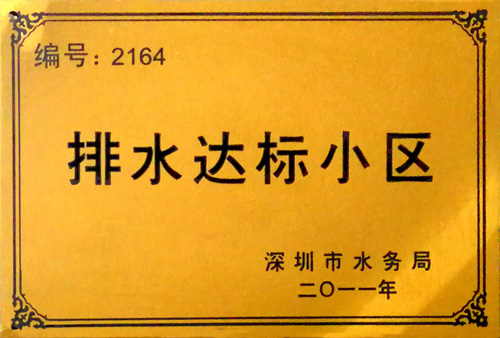 编号：2164
排水达标小区
深圳市水务局
二〇一一年